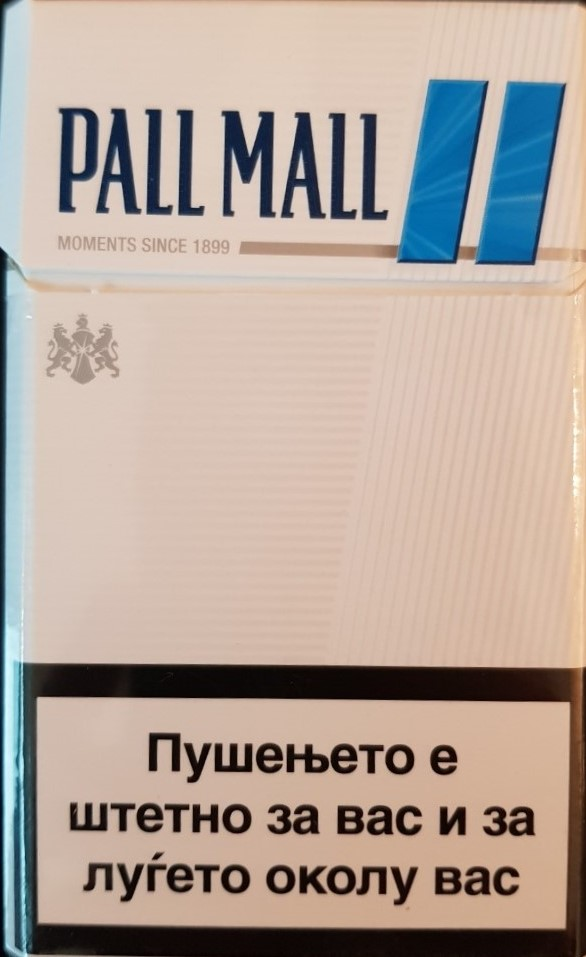 PALL MALL
MOMENTS SINCE 1899
Пушењето е
штетно за вас и за
луѓето околу вас